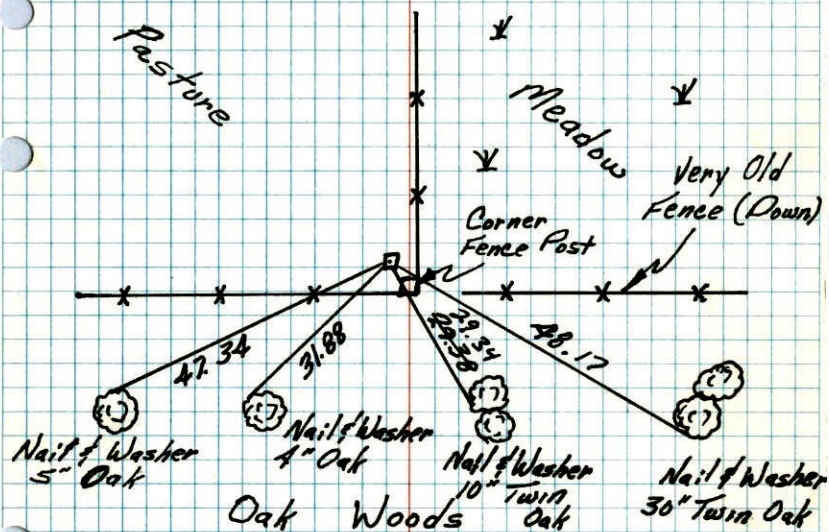 Pasture
Meadow
Very Old
Fence (Down)
Corner
Fence Post
47.34
31.88
29.34
29.38
48.17
Nail & Washer
5" Oak
Nail & Washer
4" Oak
Nail & Washer
10" Twin
Oak
Nail & Washer
30" Twin Oak
Oak Woods